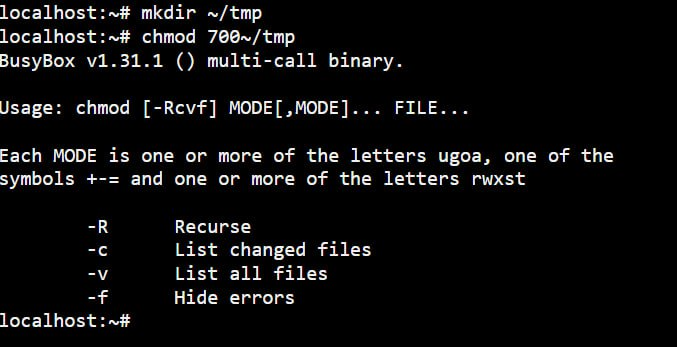 localhost:~# mkdir ~/tmp
localhost:~# chmod 700~/tmp
BusyBox v1.31.1 () multi-call binary.
Usage: chmod [-Rcvf] MODE[,MODE]... FILE...
Each MODE is one or more of the letters ugoa, one of the
symbols +-= and one or more of the letters rwxst
-R Recurse
-c List changed files
-v List all files
-f Hide errors
localhost:~#